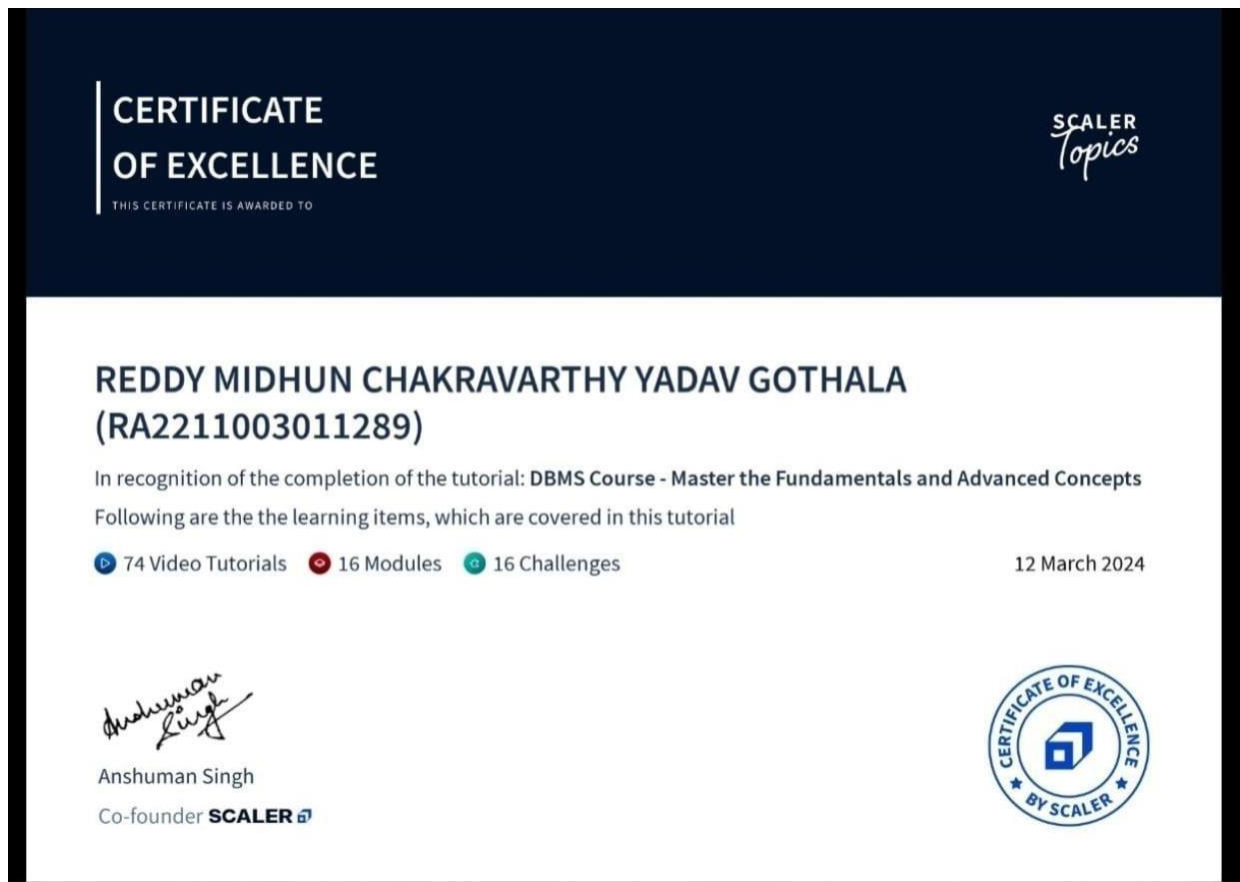 CERTIFICATE
OF EXCELLENCE
THIS CERTIFICATE IS AWARDED TO
SCALER
Topics
REDDY MIDHUN CHAKRAVARTHY YADAV GOTHALA
(RA2211003011289)
In recognition of the completion of the tutorial: DBMS Course - Master the Fundamentals and Advanced Concepts
Following are the the learning items, which are covered in this tutorial
74 Video Tutorials 16 Modules 16 Challenges
12 March 2024
Anshuman
Singh
Anshuman Singh
Co-founder SCALER
CERTIFICATE OF EXCELLENCE
BY SCALER